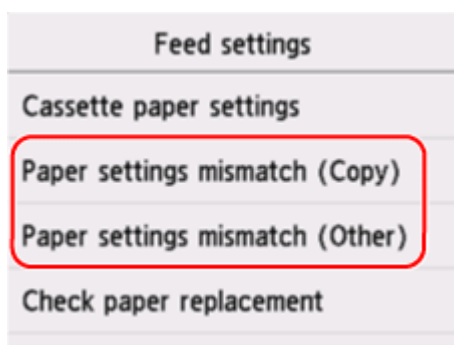 Feed settings
Cassette paper settings
Paper settings mismatch (Copy)
Paper settings mismatch (Other)
Check paper replacement